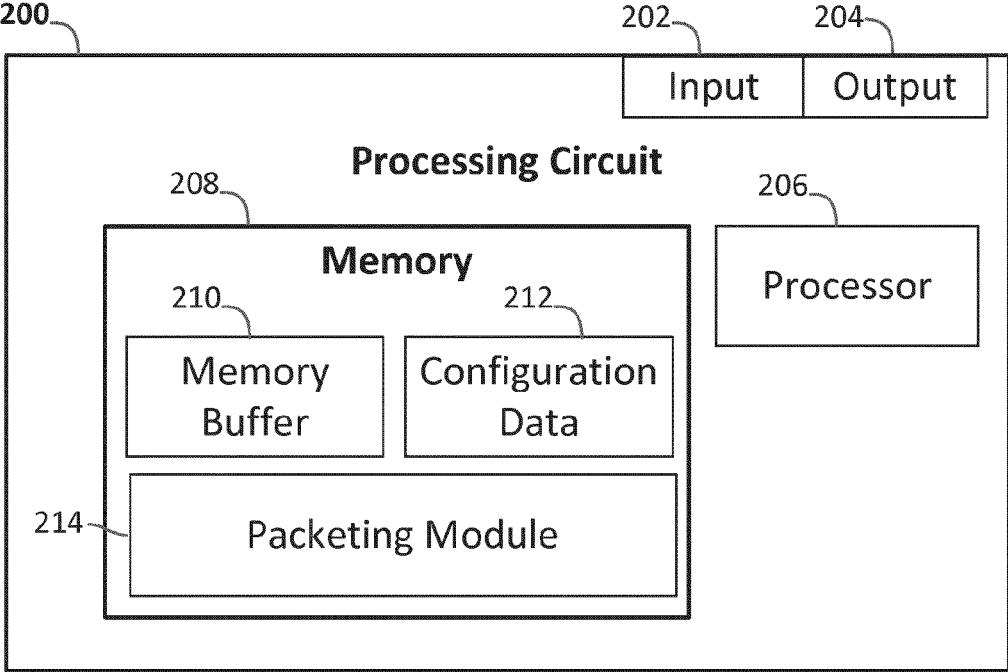 200
202
204
Input
Output
Processing Circuit
208
206
Memory
Processor
210
212
Memory
Buffer
Configuration
Data
214
Packeting Module